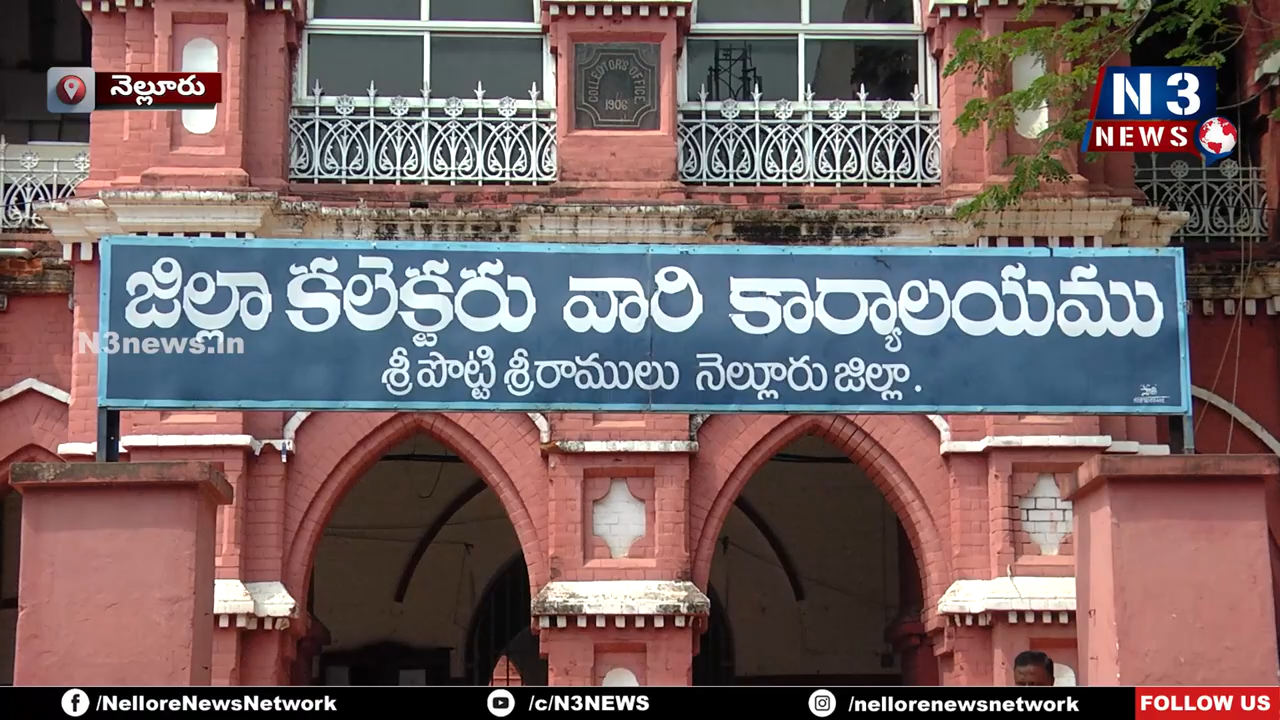 నెల్లూరు
COLLECTOR'S OFFICE
1906
N3
NEWS
జిల్లా కలెక్టరు వారి కార్యాలయము
N3news.in
శ్రీ పొట్టి శ్రీరాములు నెల్లూరు జిల్లా.
/NelloreNewsNetwork
/c/N3NEWS
/nellorenewsnetwork
FOLLOW US